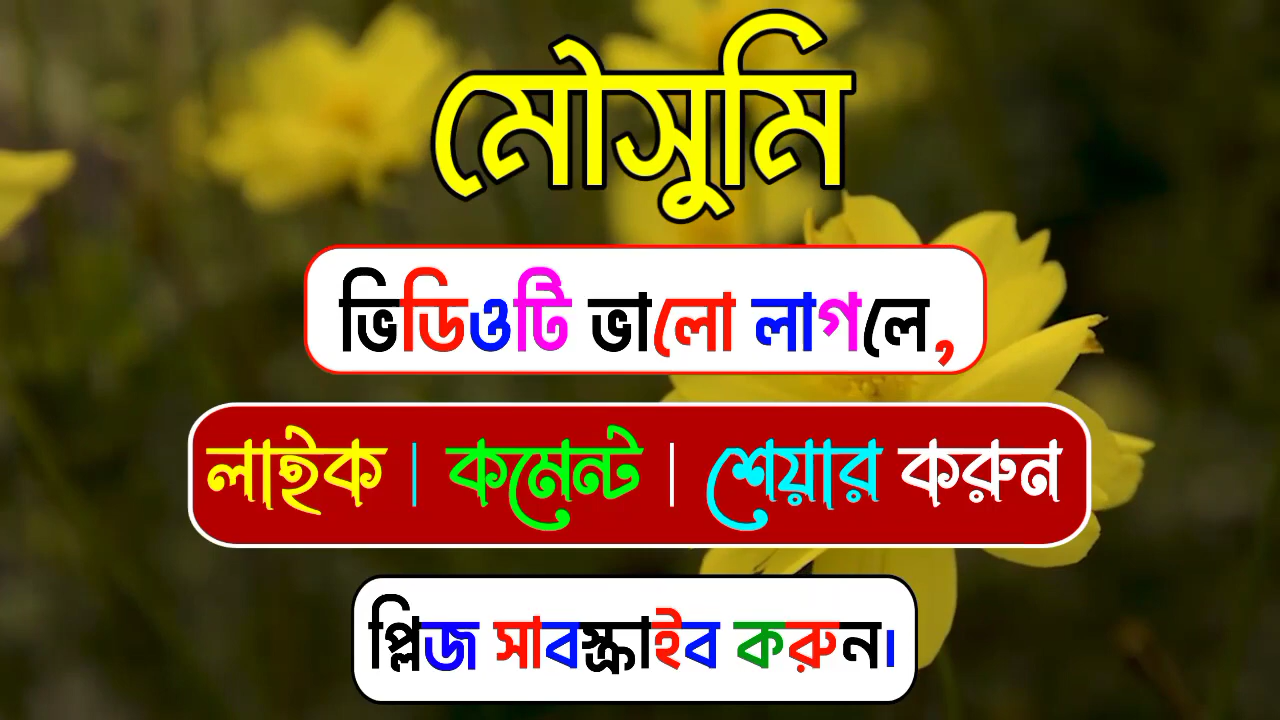 মৌসুমি
ভিডিওটি ভালো লাগলে,
লাইক | কমেন্ট | শেয়ার করুন
প্লিজ সাবস্ক্রাইব করুন।